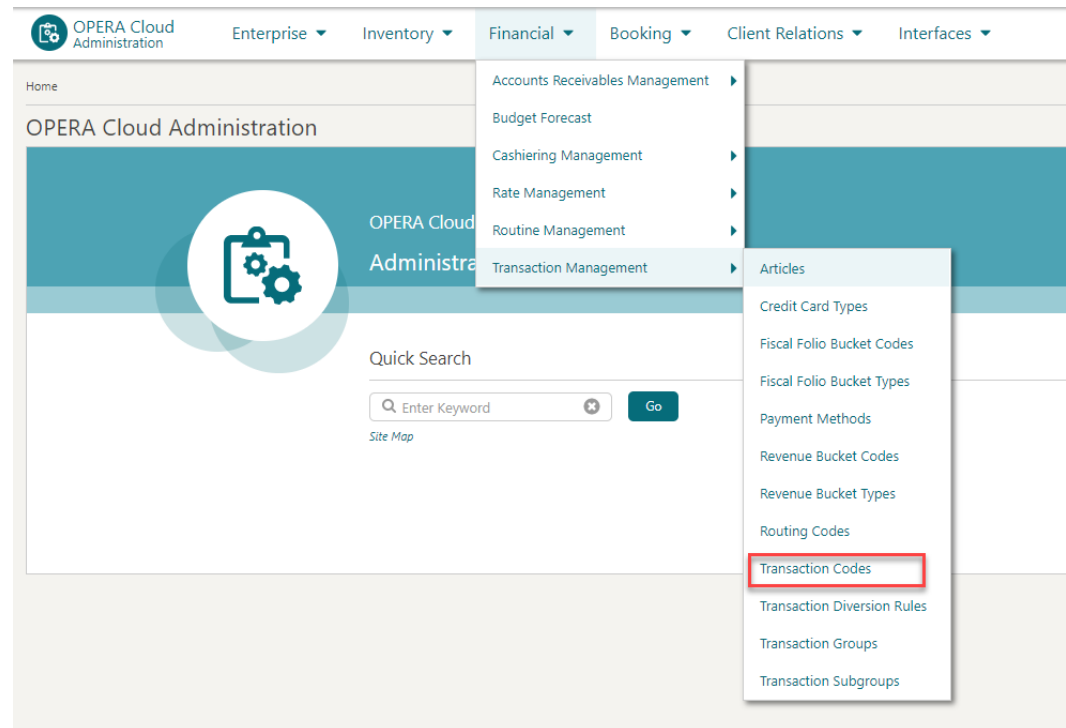 OPERA Cloud
Administration
Enterprise
Inventory
Financial
Booking
Client Relations
Interfaces
Home
OPERA Cloud Administration
Accounts Receivables Management
Budget Forecast
Cashiering Management
Rate Management
Routine Management
Transaction Management
OPERA Cloud
Administra
Articles
Credit Card Types
Fiscal Folio Bucket Codes
Fiscal Folio Bucket Types
Payment Methods
Revenue Bucket Codes
Revenue Bucket Types
Routing Codes
Transaction Codes
Transaction Diversion Rules
Transaction Groups
Transaction Subgroups
Quick Search
Enter Keyword
Go
Site Map